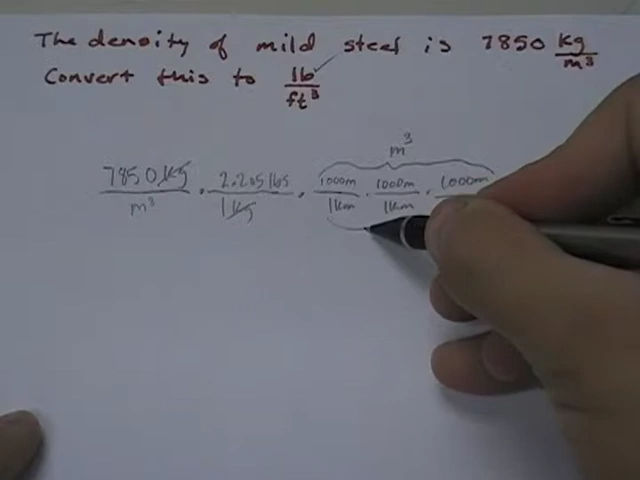 The density of mild steel is 7850 kg/m³
Convert this to lb/ft³
m³
7850 kg/m³ · 2.205 lbs/1 kg · 1000m/1km · 1000m/1km · 1000m